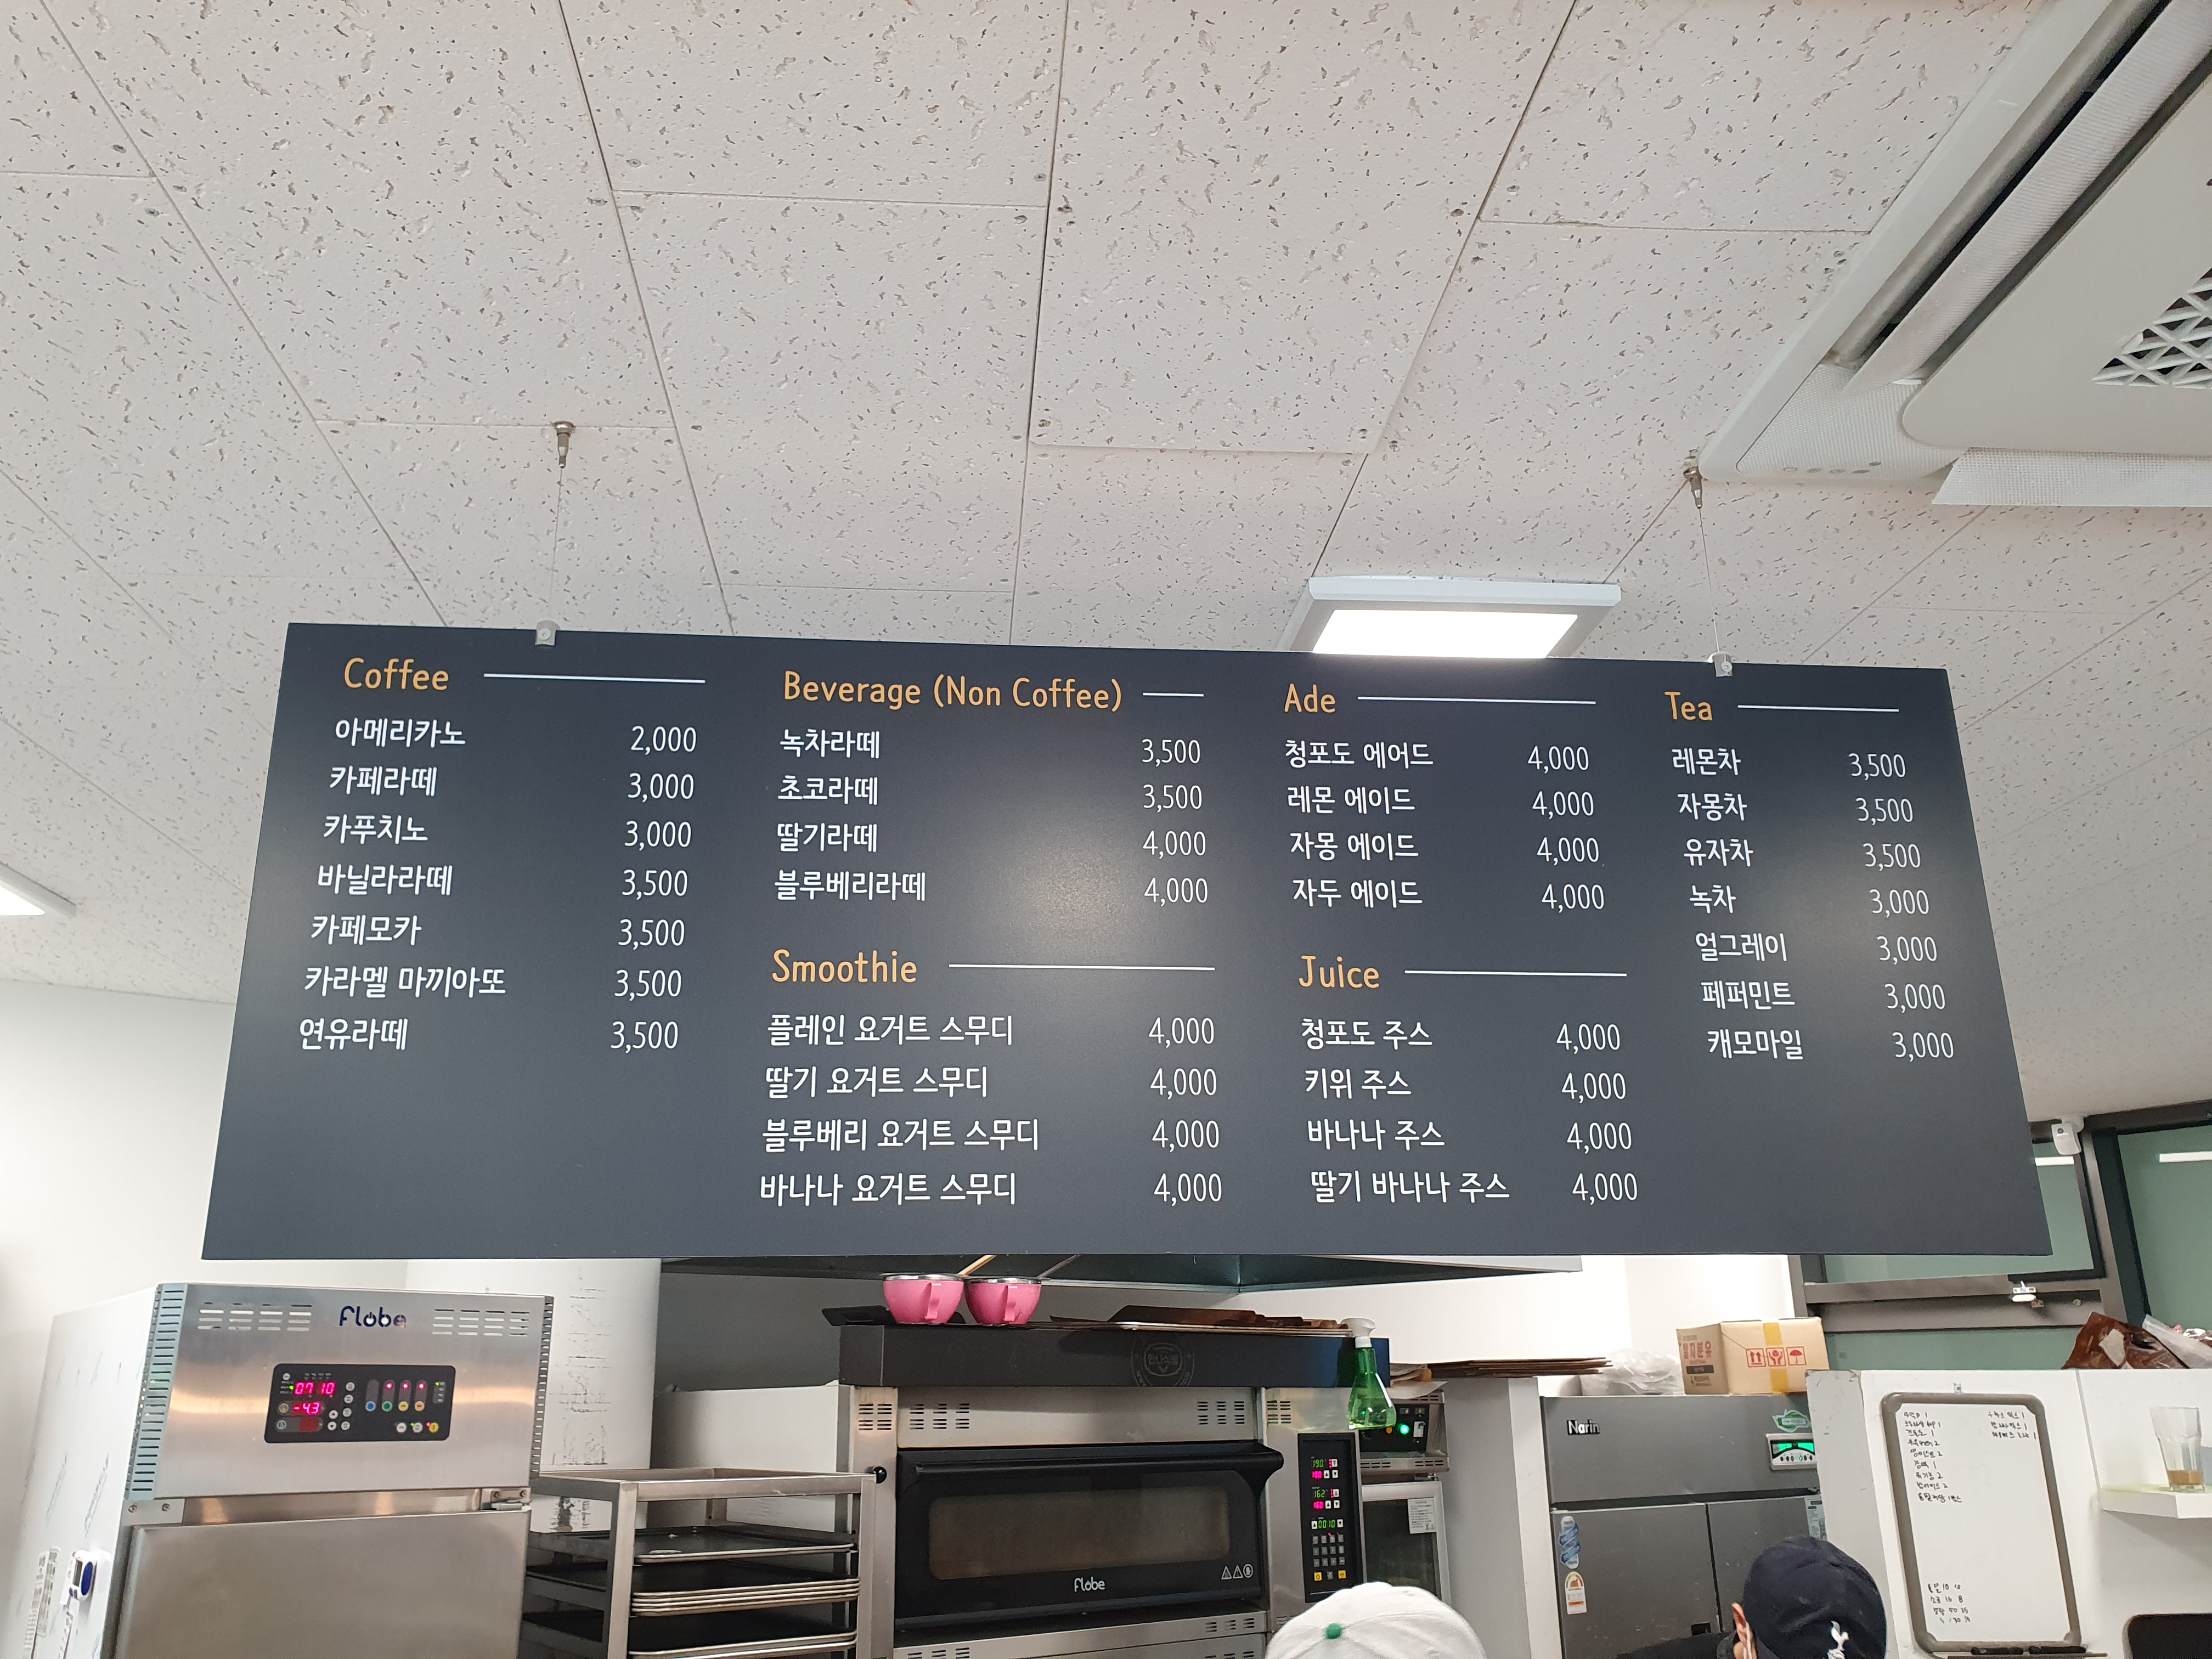 Coffee
아메리카노 2,000
카페라떼 3,000
카푸치노 3,000
바닐라라떼 3,500
카페모카 3,500
카라멜 마끼아또 3,500
연유라떼 3,500
Beverage (Non Coffee)
녹차라떼 3,500
초코라떼 3,500
딸기라떼 4,000
블루베리라떼 4,000
Smoothie
플레인 요거트 스무디 4,000
딸기 요거트 스무디 4,000
블루베리 요거트 스무디 4,000
바나나 요거트 스무디 4,000
Ade
청포도 에어드 4,000
레몬 에이드 4,000
자몽 에이드 4,000
자두 에이드 4,000
Juice
청포도 주스 4,000
키위 주스 4,000
바나나 주스 4,000
딸기 바나나 주스 4,000
Tea
레몬차 3,500
자몽차 3,500
유자차 3,500
녹차 3,000
얼그레이 3,000
페퍼민트 3,000
캐모마일 3,000
flobe
07 10
-4.3
flobe
Narin